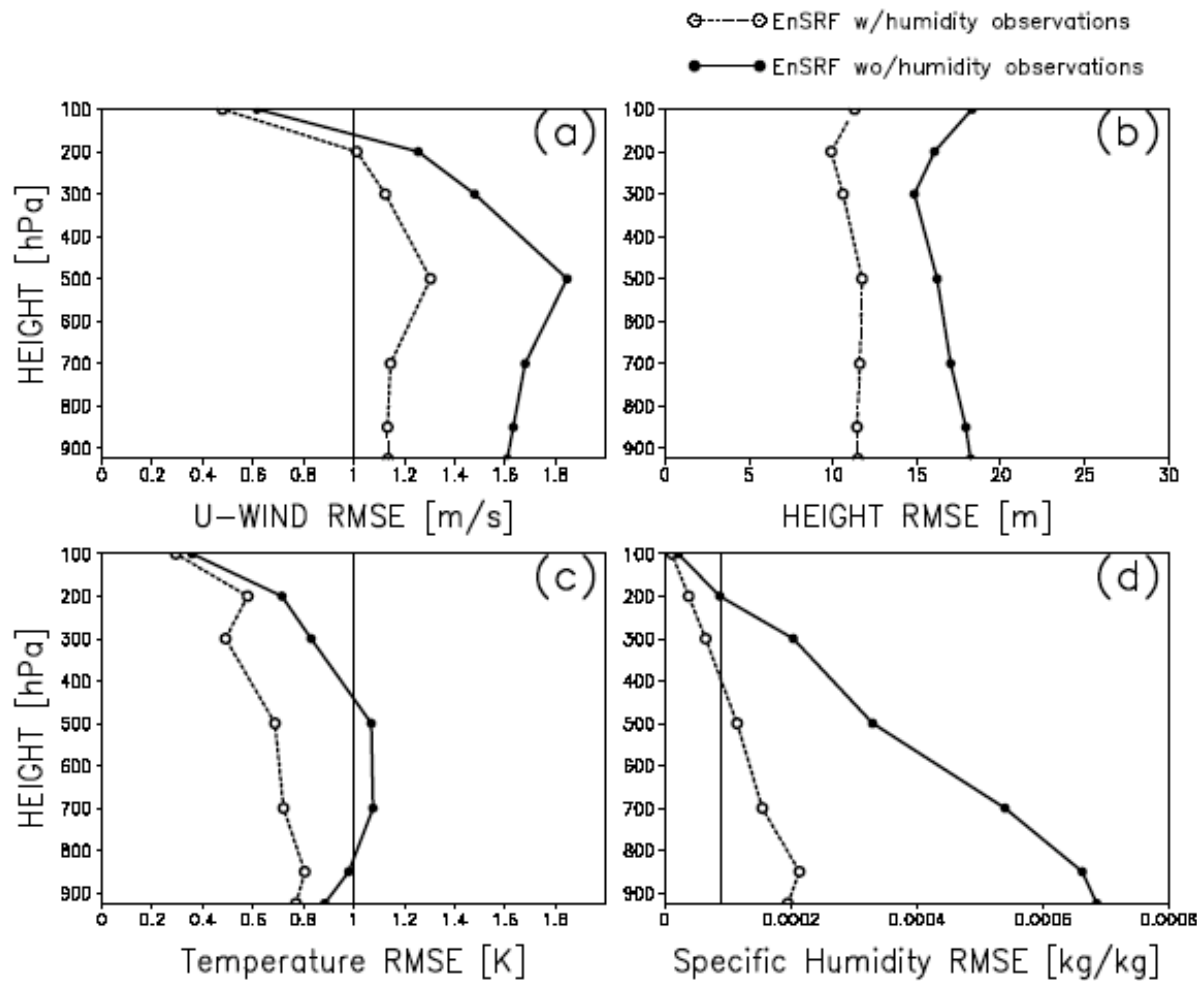 EnSRF w/humidity observations
EnSRF wo/humidity observations
(a)
100
200
300
400
500
600
700
800
900
HEIGHT [hPa]
0 0.2 0.4 0.6 0.8 1 1.2 1.4 1.6 1.8
U-WIND RMSE [m/s]
(b)
100
200
300
400
500
600
700
800
900
0 5 10 15 20 25 30
HEIGHT RMSE [m]
(c)
100
200
300
400
500
600
700
800
900
HEIGHT [hPa]
0 0.2 0.4 0.6 0.8 1 1.2 1.4 1.6 1.8
Temperature RMSE [K]
(d)
100
200
300
400
500
600
700
800
900
0 0.0002 0.0004 0.0006 0.0008
Specific Humidity RMSE [kg/kg]